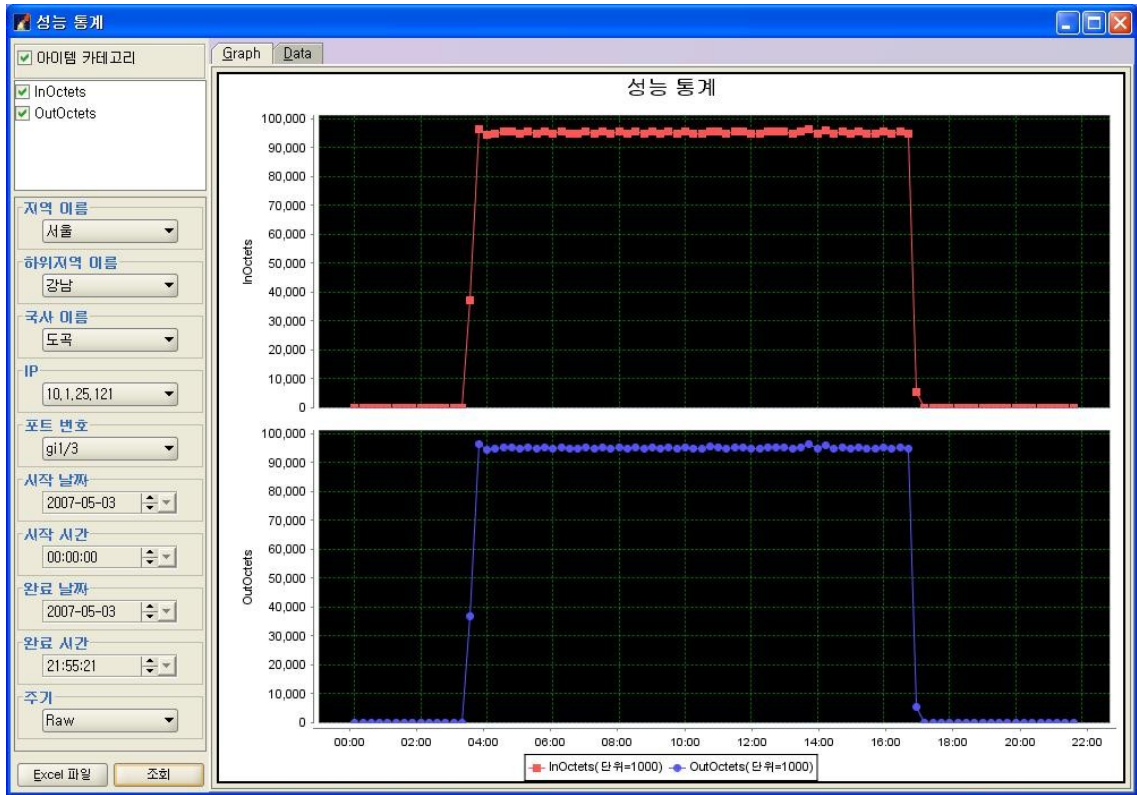 성능 통계
아이템 카테고리
InOctets
OutOctets
지역 이름
서울
하위지역 이름
강남
국사 이름
도곡
IP
10,1,25,121
포트 번호
gi1/3
시작 날짜
2007-05-03
시작 시간
00:00:00
완료 날짜
2007-05-03
완료 시간
21:55:21
주기
Raw
Excel 파일 조회
Graph Data
성능 통계
InOctets
100,000
90,000
80,000
70,000
60,000
50,000
40,000
30,000
20,000
10,000
0
OutOctets
100,000
90,000
80,000
70,000
60,000
50,000
40,000
30,000
20,000
10,000
0
00:00 02:00 04:00 06:00 08:00 10:00 12:00 14:00 16:00 18:00 20:00 22:00
InOctets(단위=1000) OutOctets(단위=1000)